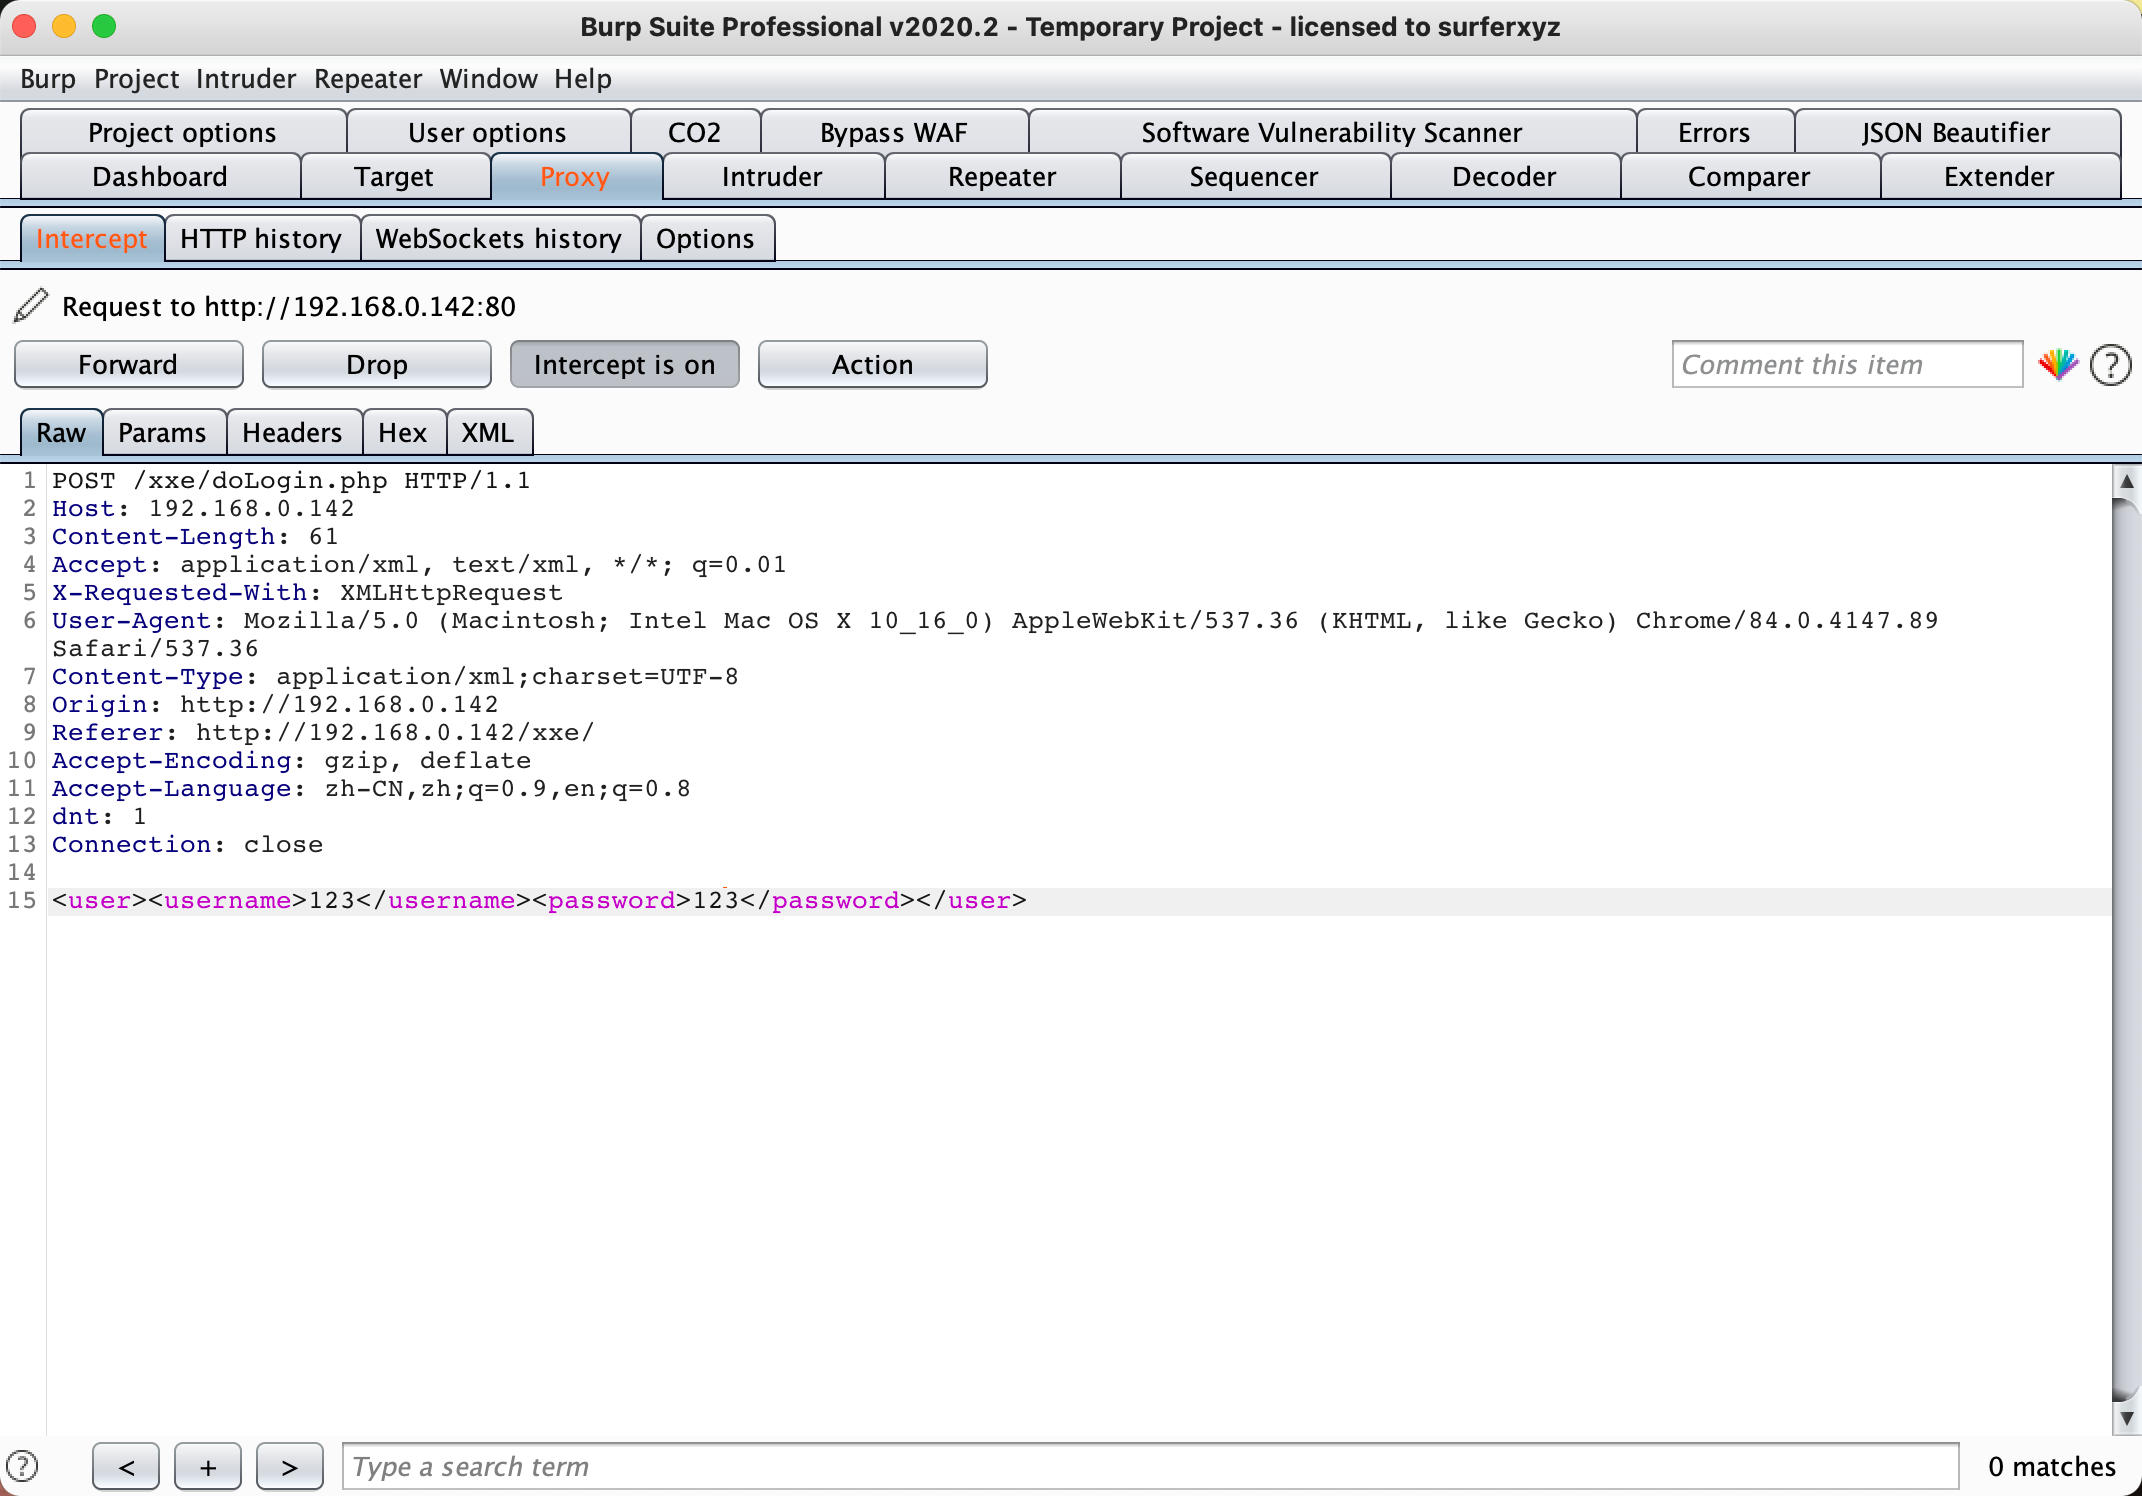 Burp Suite Professional v2020.2 - Temporary Project - licensed to surferxyz
Burp Project Intruder Repeater Window Help
Project options User options CO2 Bypass WAF Software Vulnerability Scanner Errors JSON Beautifier
Dashboard Target Proxy Intruder Repeater Sequencer Decoder Comparer Extender
Intercept HTTP history WebSockets history Options
Request to http://192.168.0.142:80
Forward Drop Intercept is on Action Comment this item ?
Raw Params Headers Hex XML
1 POST /xxe/doLogin.php HTTP/1.1
2 Host: 192.168.0.142
3 Content-Length: 61
4 Accept: application/xml, text/xml, */*; q=0.01
5 X-Requested-With: XMLHttpRequest
6 User-Agent: Mozilla/5.0 (Macintosh; Intel Mac OS X 10_16_0) AppleWebKit/537.36 (KHTML, like Gecko) Chrome/84.0.4147.89
Safari/537.36
7 Content-Type: application/xml;charset=UTF-8
8 Origin: http://192.168.0.142
9 Referer: http://192.168.0.142/xxe/
10 Accept-Encoding: gzip, deflate
11 Accept-Language: zh-CN,zh;q=0.9,en;q=0.8
12 dnt: 1
13 Connection: close
14
15 <user><username>123</username><password>123</password></user>
? < + > Type a search term 0 matches